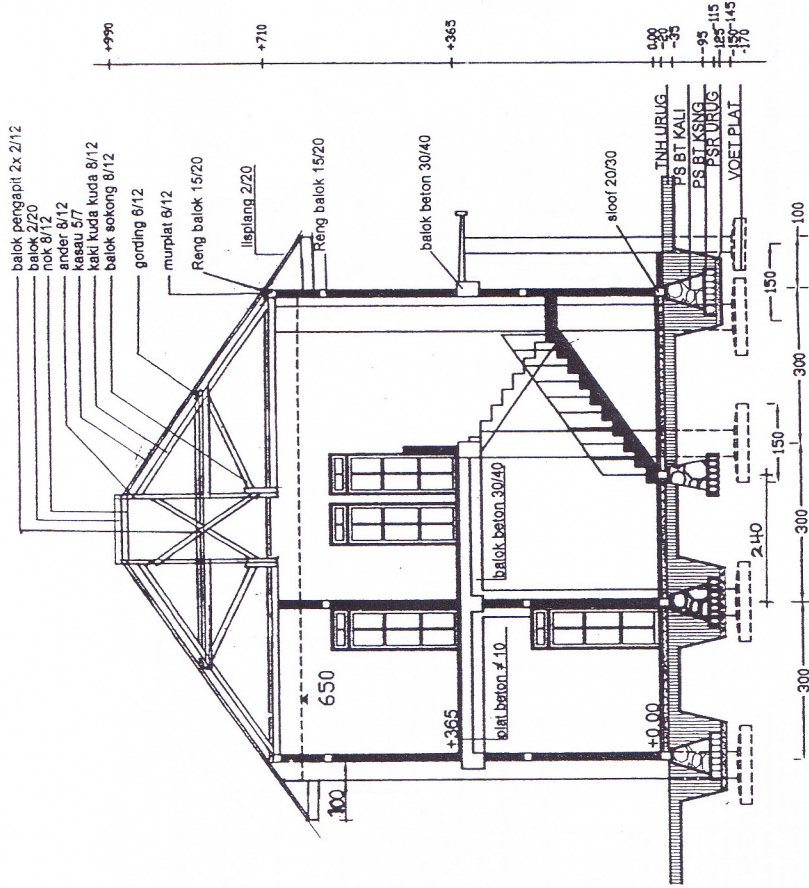 balok pengapit 2x 2/12
balok 2/20
nok 8/12
ander 8/12
kasau 5/7
kaki kuda kuda 8/12
balok sokong 8/12
gording 6/12
murplat 6/12
Reng balok 15/20
lisplang 2/20
Reng balok 15/20
balok beton 30/40
sloof 20/30
+990
+710
+365
0.00
-20
-35
-95
-115
-125
-145
-150
-170
TNH URUG
PS BT KALI
PS BT KSNG
PSR URUG
VOET PLAT
650
100
+365
plat beton ≠ 10
balok beton 30/40
+0.00
150
150
240
300
300
300
100